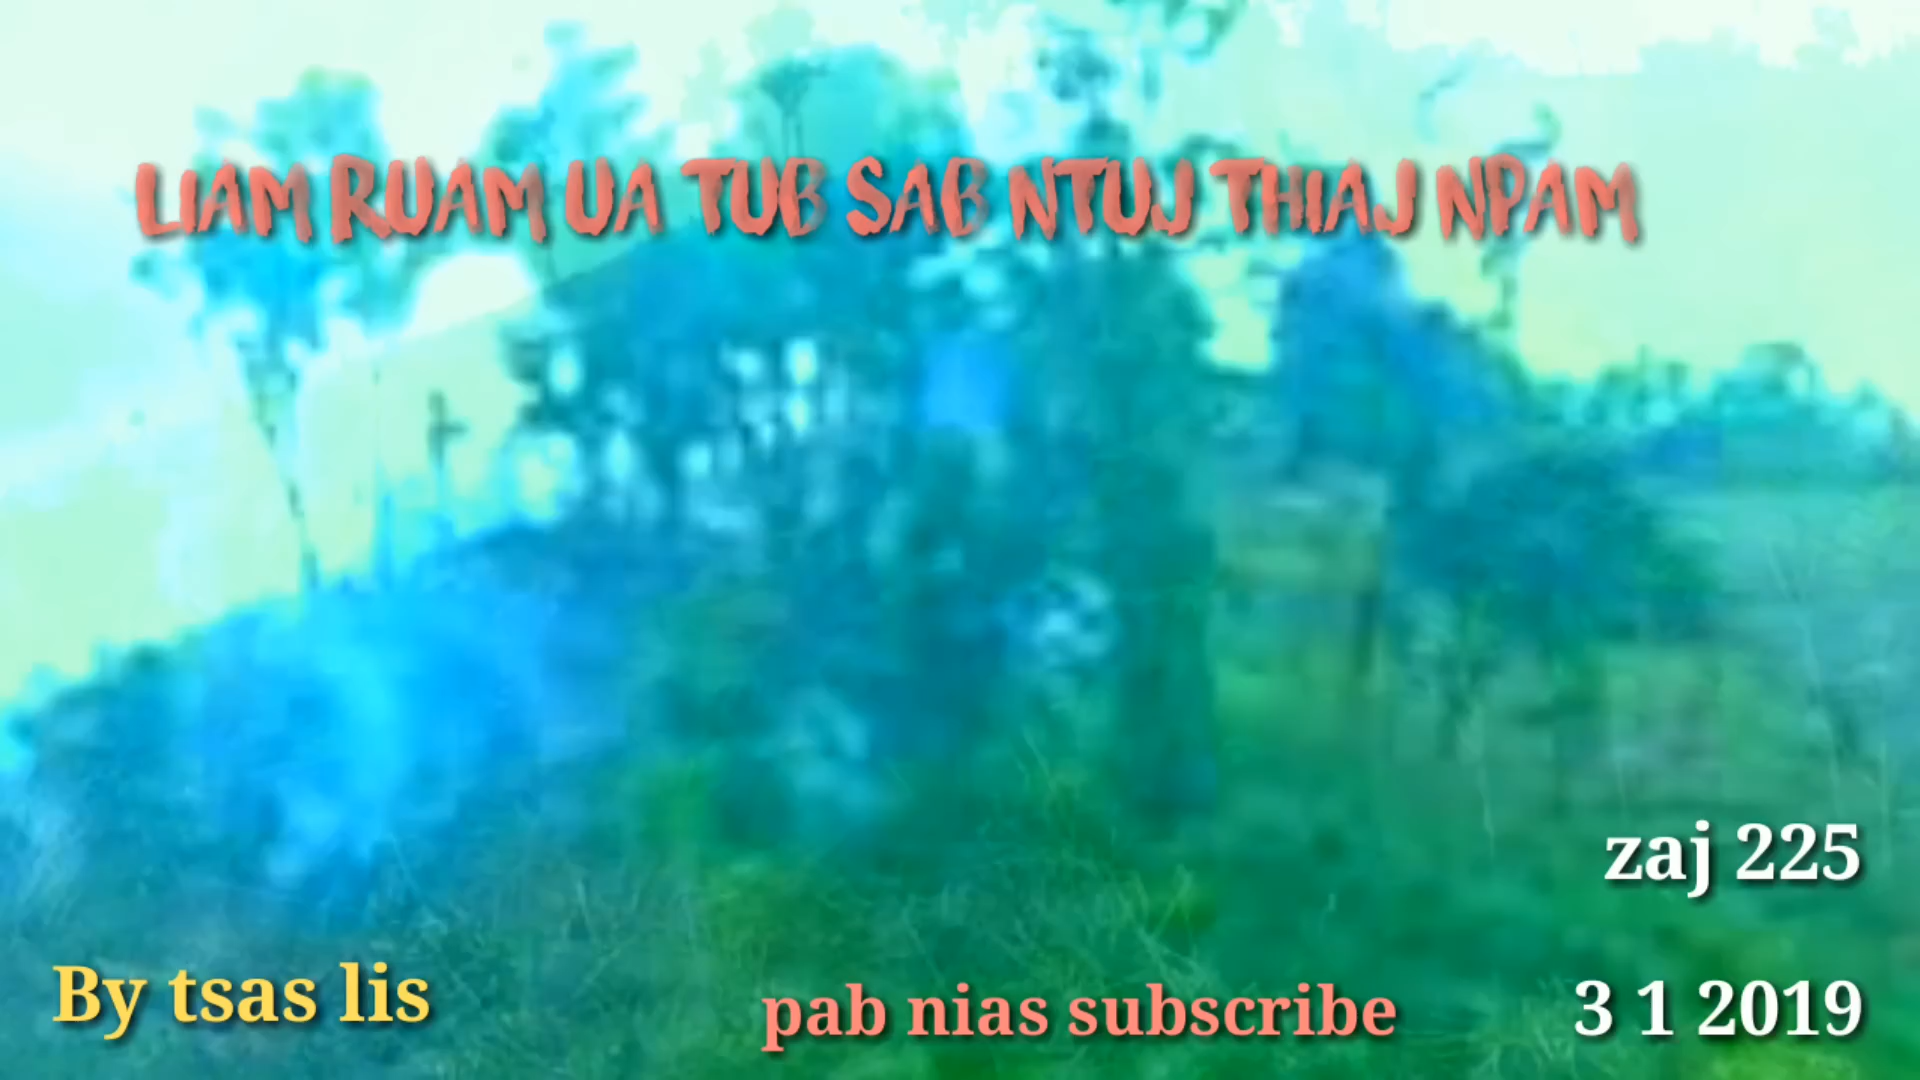 LIAM RUAM UA TUB SAB NTUJ THIAJ NPAM
zaj 225
By tsas lis
pab nias subscribe
3 1 2019